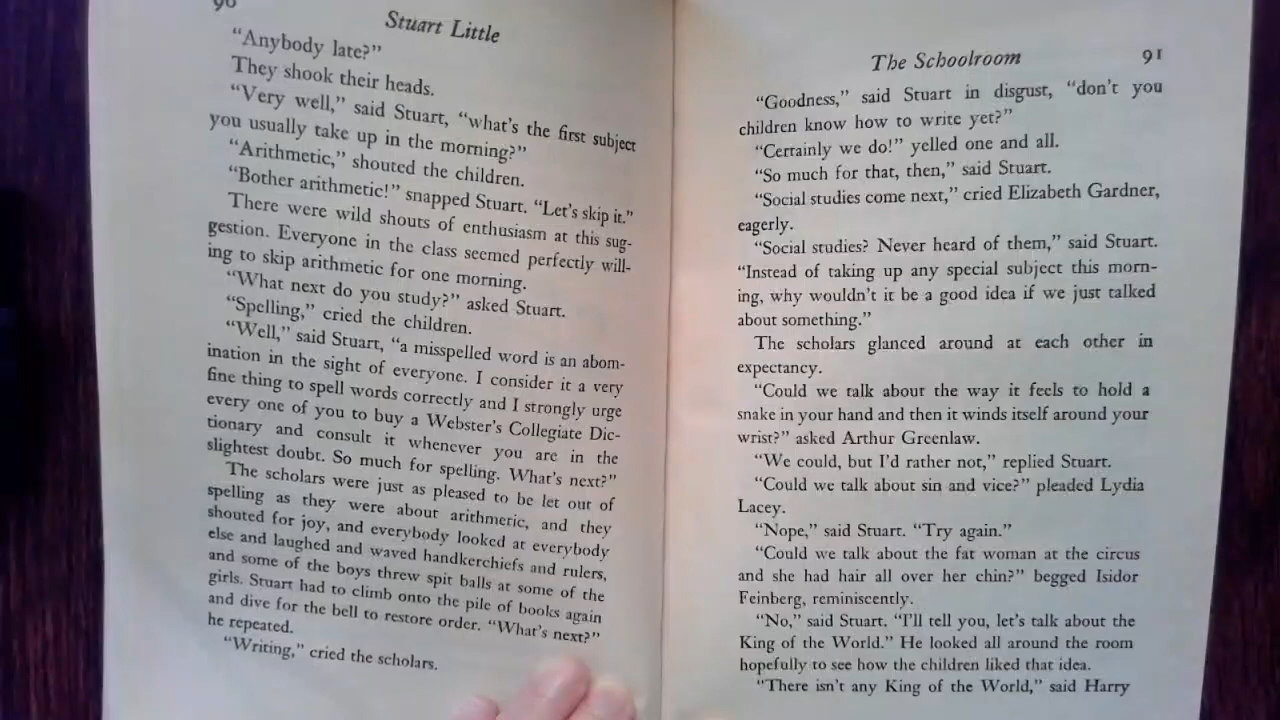 90
Stuart Little
“Anybody late?”
They shook their heads.
“Very well,” said Stuart, “what’s the first subject
you usually take up in the morning?”
“Arithmetic,” shouted the children.
“Bother arithmetic!” snapped Stuart. “Let’s skip it.”
There were wild shouts of enthusiasm at this sug-
gestion. Everyone in the class seemed perfectly will-
ing to skip arithmetic for one morning.
“What next do you study?” asked Stuart.
“Spelling,” cried the children.
“Well,” said Stuart, “a misspelled word is an abom-
ination in the sight of everyone. I consider it a very
fine thing to spell words correctly and I strongly urge
every one of you to buy a Webster’s Collegiate Dic-
tionary and consult it whenever you are in the
slightest doubt. So much for spelling. What’s next?”
The scholars were just as pleased to be let out of
spelling as they were about arithmetic, and they
shouted for joy, and everybody looked at everybody
else and laughed and waved handkerchiefs and rulers,
and some of the boys threw spit balls at some of the
girls. Stuart had to climb onto the pile of books again
and dive for the bell to restore order. “What’s next?”
he repeated.
“Writing,” cried the scholars.
The Schoolroom
91
“Goodness,” said Stuart in disgust, “don’t you
children know how to write yet?”
“Certainly we do!” yelled one and all.
“So much for that, then,” said Stuart.
“Social studies come next,” cried Elizabeth Gardner,
eagerly.
“Social studies? Never heard of them,” said Stuart.
“Instead of taking up any special subject this morn-
ing, why wouldn’t it be a good idea if we just talked
about something.”
The scholars glanced around at each other in
expectancy.
“Could we talk about the way it feels to hold a
snake in your hand and then it winds itself around your
wrist?” asked Arthur Greenlaw.
“We could, but I’d rather not,” replied Stuart.
“Could we talk about sin and vice?” pleaded Lydia
Lacey.
“Nope,” said Stuart. “Try again.”
“Could we talk about the fat woman at the circus
and she had hair all over her chin?” begged Isidor
Feinberg, reminiscently.
“No,” said Stuart. “I’ll tell you, let’s talk about the
King of the World.” He looked all around the room
hopefully to see how the children liked that idea.
“There isn’t any King of the World,” said Harry